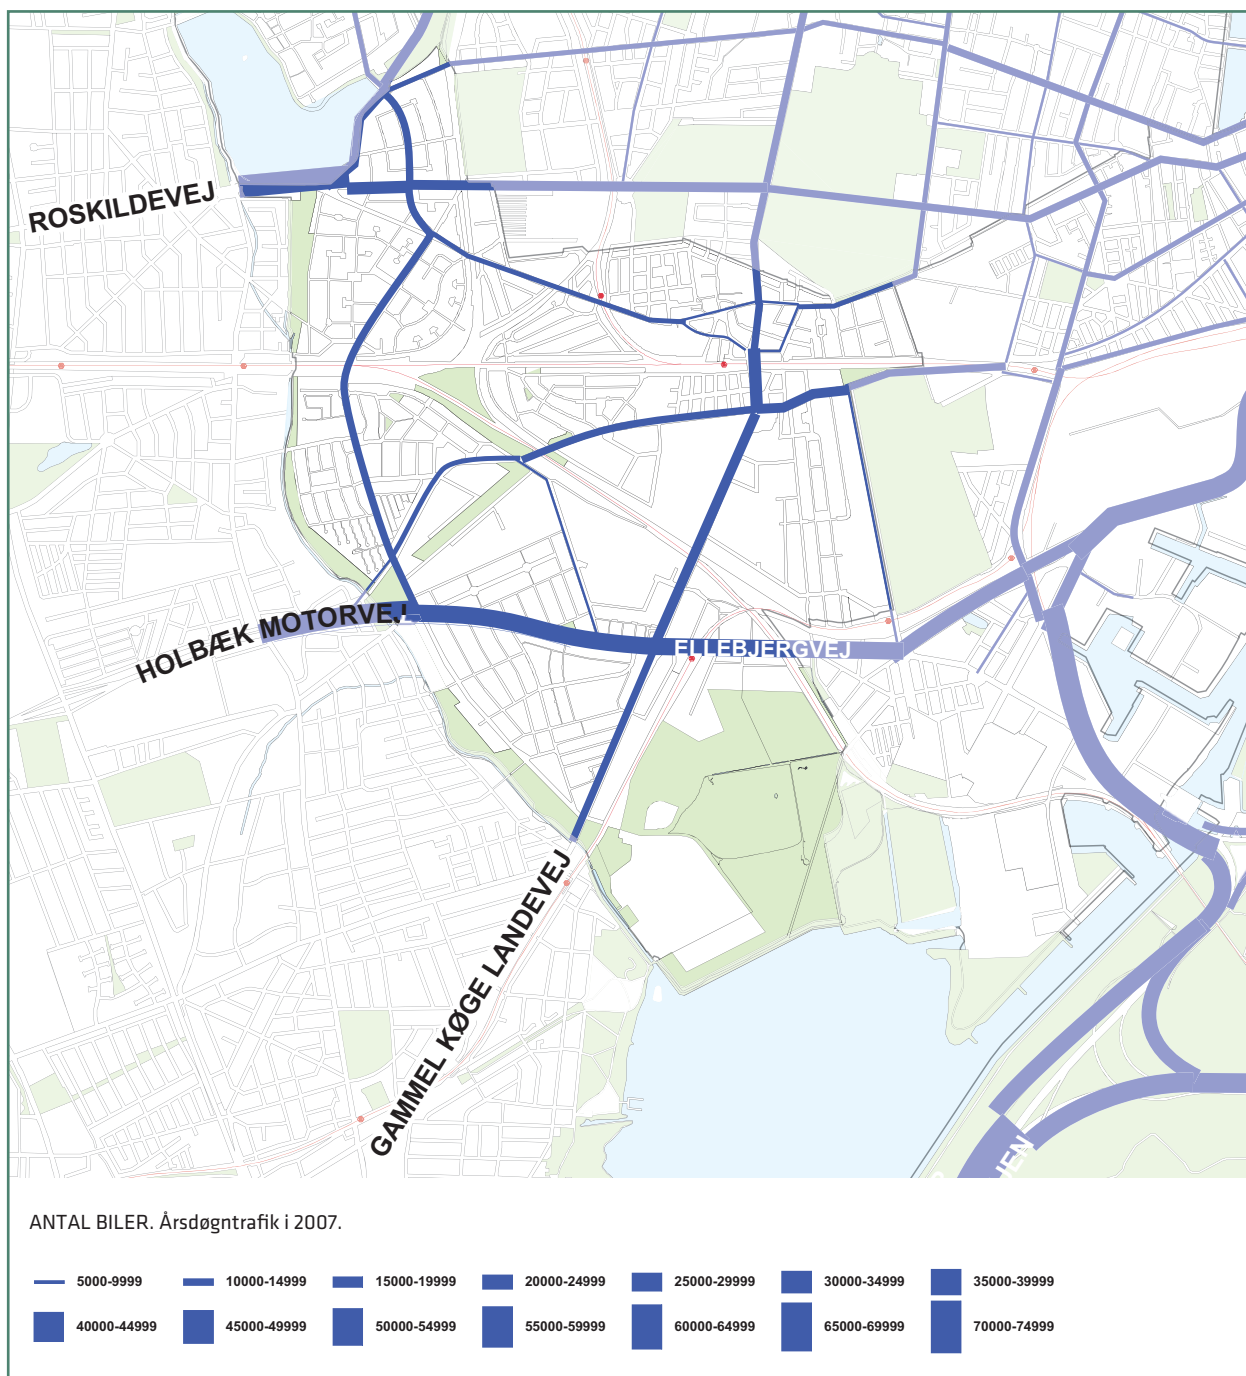 ROSKILDEVEJ
HOLBÆK MOTORVEJ
ELLEBJERGVEJ
GAMMEL KØGE LANDEVEJ
JEN
ANTAL BILER. Årsdøgntrafik i 2007.
5000-9999 10000-14999 15000-19999 20000-24999 25000-29999 30000-34999 35000-39999
40000-44999 45000-49999 50000-54999 55000-59999 60000-64999 65000-69999 70000-74999